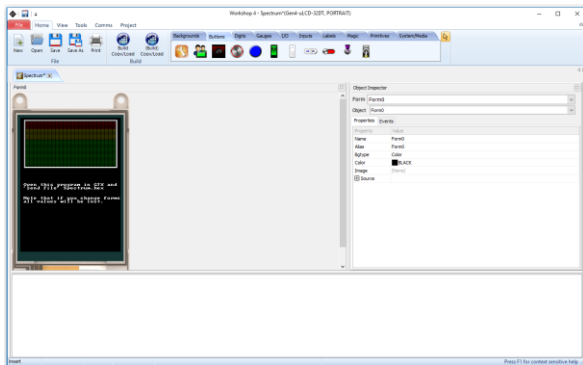 Workshop 4 - Spectrum*(Gen4-uLCD-32DT, PORTRAIT)
File Home View Tools Comms Project
New Open Save Save As Print
(Build) Copy/Load
(Build) Copy/Load
File Build
Backgrounds Buttons Digits Gauges I/O Inputs Labels Magic Primitives System/Media
Spectrum*
Form0
Open this program in GTX and
"Send File" Spectrum.hex
Note that if you change forms
all values will be lost.
Object Inspector
Form Form0
Object Form0
Properties Events
Property Value
Name Form0
Alias Form0
Bgtype Color
Color BLACK
Image (None)
Source
Insert
Press F1 for context sensitive help.